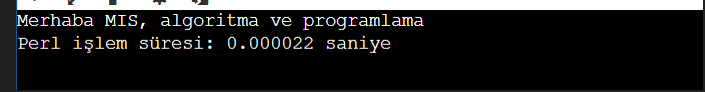 Merhaba MIS, algoritma ve programlama
Perl işlem süresi: 0.000022 saniye